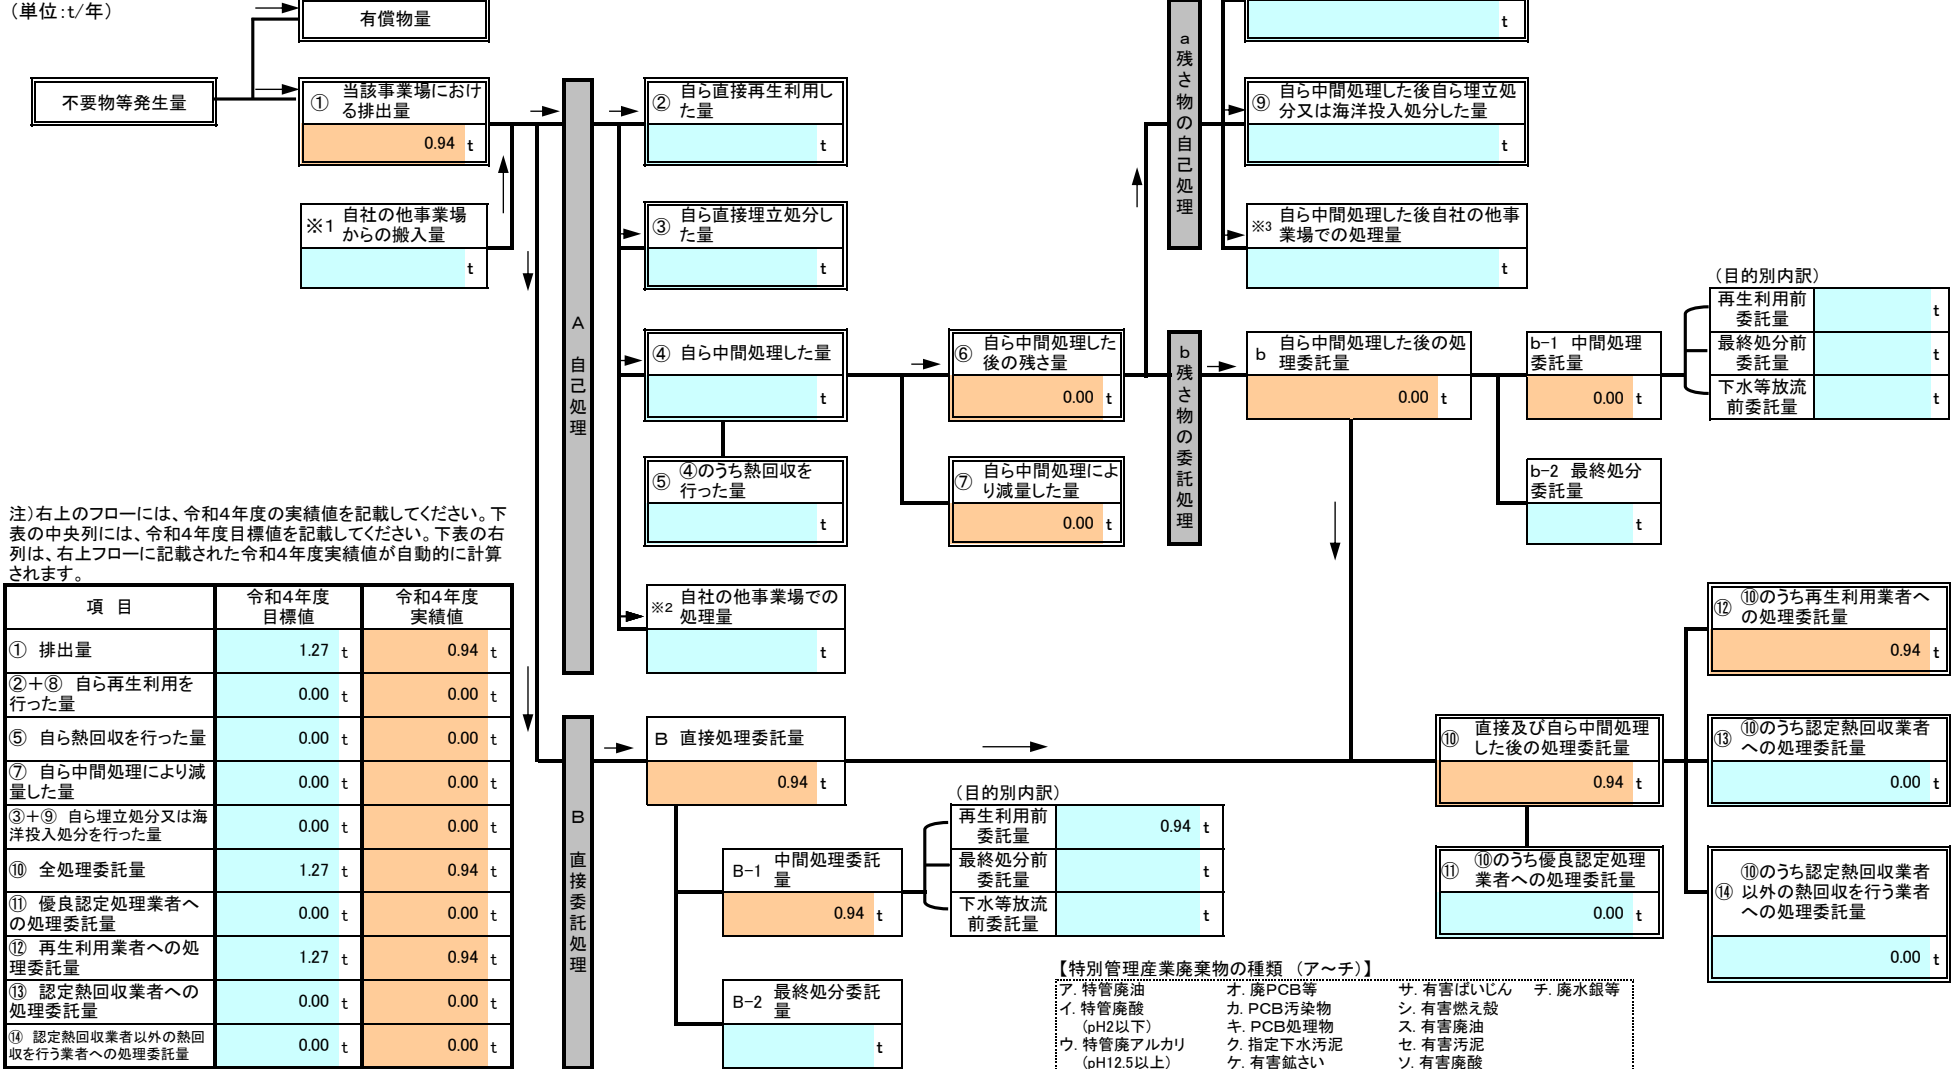 （単位:t/年）
有償物量
不要物等発生量
① 当該事業場におけ
る排出量
0.94 t
※1 自社の他事業場
からの搬入量
t
A 自己処理
② 自ら直接再生利用し
た量
t
③ 自ら直接埋立処分し
た量
t
④ 自ら中間処理した量
t
⑤ ④のうち熱回収を
行った量
t
※2 自社の他事業場での
処理量
t
⑥ 自ら中間処理した
後の残さ量
0.00 t
⑦ 自ら中間処理によ
り減量した量
0.00 t
a 残さ物の自己処理
t
⑨ 自ら中間処理した後自ら埋立処
分又は海洋投入処分した量
t
※3 自ら中間処理した後自社の他事
業場での処理量
t
b 残さ物の委託処理
b 自ら中間処理した後の処
理委託量
0.00 t
b-1 中間処理
委託量
0.00 t
b-2 最終処分
委託量
t
（目的別内訳）
再生利用前
委託量 t
最終処分前
委託量 t
下水等放流
前委託量 t
注）右上のフローには、令和４年度の実績値を記載してください。下
表の中央列には、令和４年度目標値を記載してください。下表の右
列は、右上フローに記載された令和４年度実績値が自動的に計算
されます。
項 目 令和４年度
目標値 令和４年度
実績値
① 排出量 1.27 t 0.94 t
②＋⑧ 自ら再生利用を
行った量 0.00 t 0.00 t
⑤ 自ら熱回収を行った量 0.00 t 0.00 t
⑦ 自ら中間処理により減
量した量 0.00 t 0.00 t
③＋⑨ 自ら埋立処分又は海
洋投入処分を行った量 0.00 t 0.00 t
⑩ 全処理委託量 1.27 t 0.94 t
⑪ 優良認定処理業者へ
の処理委託量 0.00 t 0.00 t
⑫ 再生利用業者への処
理委託量 1.27 t 0.94 t
⑬ 認定熱回収業者への
処理委託量 0.00 t 0.00 t
⑭ 認定熱回収業者以外の熱回
収を行う業者への処理委託量 0.00 t 0.00 t
B 直接委託処理
B 直接処理委託量
0.94 t
B-1 中間処理委託
量
0.94 t
B-2 最終処分委託
量
t
（目的別内訳）
再生利用前
委託量 0.94 t
最終処分前
委託量 t
下水等放流
前委託量 t
⑩ 直接及び自ら中間処理
した後の処理委託量
0.94 t
⑪ ⑩のうち優良認定処理
業者への処理委託量
0.00 t
⑫ ⑩のうち再生利用業者へ
の処理委託量
0.94 t
⑬ ⑩のうち認定熱回収業者
への処理委託量
0.00 t
⑭ ⑩のうち認定熱回収業者
以外の熱回収を行う業者
への処理委託量
0.00 t
【特別管理産業廃棄物の種類 （ア～チ）】
ア. 特管廃油 オ. 廃PCB等 サ. 有害ばいじん チ. 廃水銀等
イ. 特管廃酸 カ. PCB汚染物 シ. 有害燃え殻
（pH2以下） キ. PCB処理物 ス. 有害廃油
ウ. 特管廃アルカリ ク. 指定下水汚泥 セ. 有害汚泥
（pH12.5以上） ケ. 有害鉱さい ソ. 有害廃酸